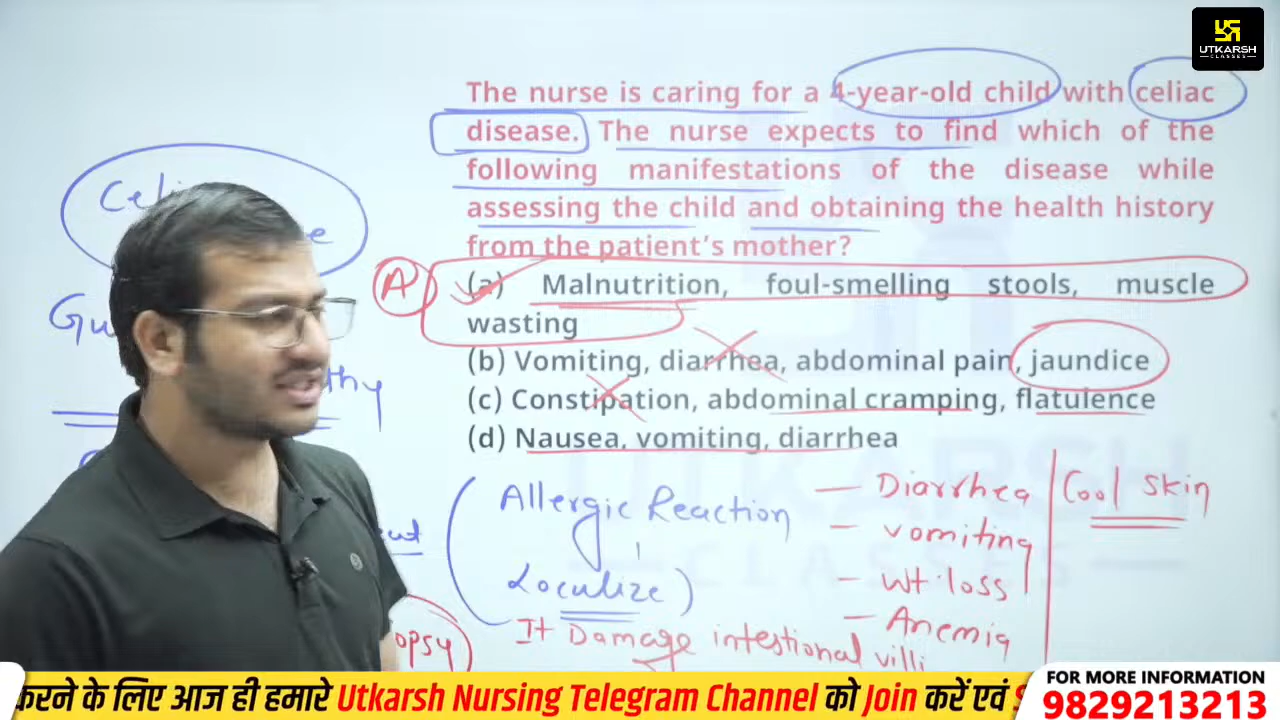 UTKARSH
CLASSES
The nurse is caring for a 4-year-old child with celiac
disease. The nurse expects to find which of the
following manifestations of the disease while
assessing the child and obtaining the health history
from the patient's mother?
(a) Malnutrition, foul-smelling stools, muscle
wasting
(b) Vomiting, diarrhea, abdominal pain, jaundice
(c) Constipation, abdominal cramping, flatulence
(d) Nausea, vomiting, diarrhea
A
Allergic Reaction
Loculize)
It Damage intestional villi
— Diarrhea
— vomiting
— Wt. loss
— Anemia
Cool skin
करने के लिए आज ही हमारे Utkarsh Nursing Telegram Channel को Join करें एवं
FOR MORE INFORMATION
9829213213